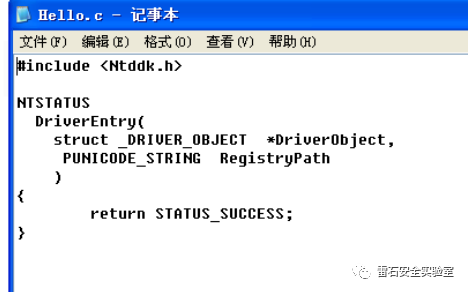 Hello.c - 记事本
文件(F) 编辑(E) 格式(O) 查看(V) 帮助(H)
#include <Ntddk.h>
NTSTATUS
DriverEntry(
struct _DRIVER_OBJECT *DriverObject,
PUNICODE_STRING RegistryPath
)
{
return STATUS_SUCCESS;
}
雷石安全实验室